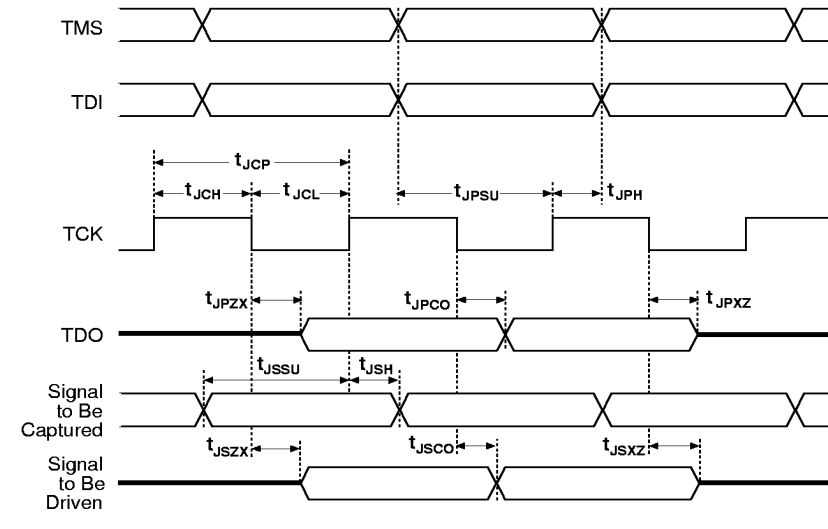 TMS
TDI
tJCP
tJCH tJCL tJPSU tJPH
TCK
tJPZX tJPCO tJPXZ
TDO
tJSSU tJSH
Signal
to Be
Captured
tJSZX tJSCO tJSXZ
Signal
to Be
Driven